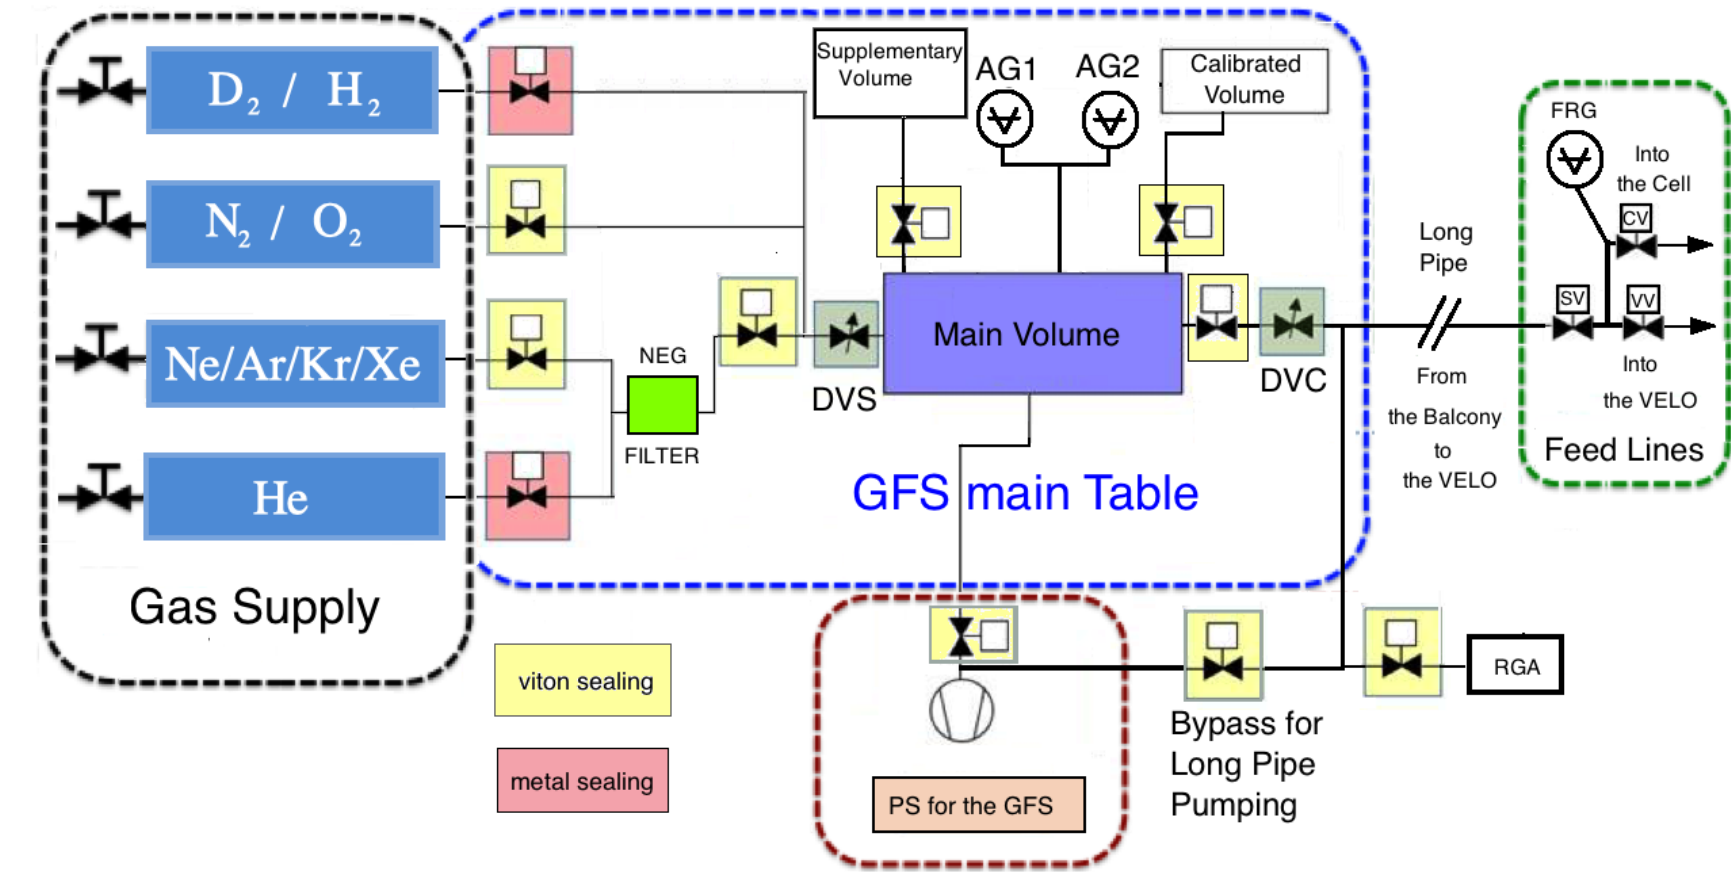 D2 / H2
N2 / O2
Ne/Ar/Kr/Xe
He
Gas Supply
Supplementary
Volume
AG1
AG2
Calibrated
Volume
NEG
FILTER
DVS
Main Volume
DVC
GFS main Table
Long
Pipe
From
the Balcony
to
the VELO
FRG
Into
the Cell
CV
SV
VV
Into
the VELO
Feed Lines
viton sealing
metal sealing
PS for the GFS
Bypass for
Long Pipe
Pumping
RGA